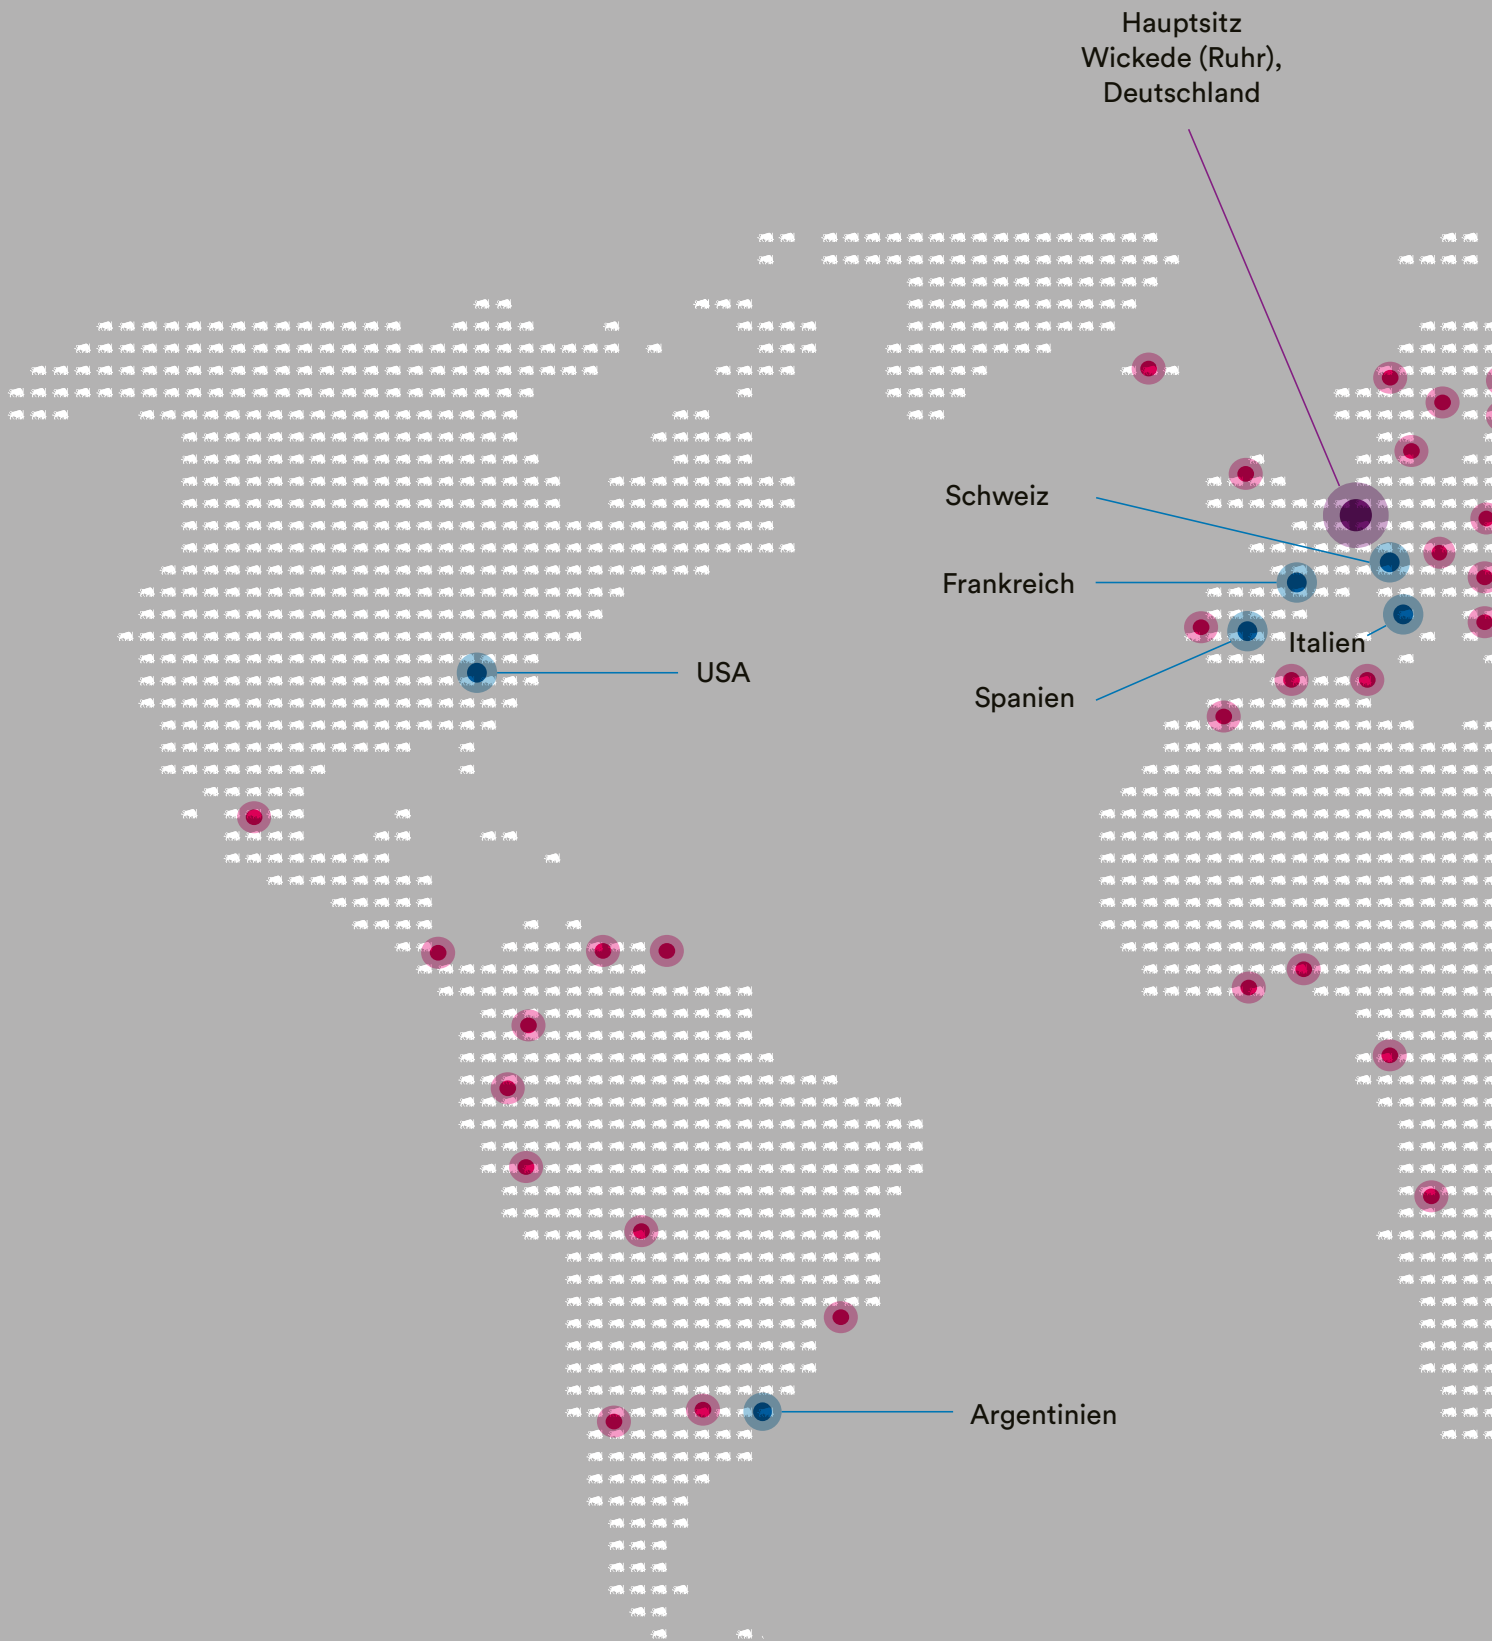 Hauptsitz
Wickede (Ruhr),
Deutschland
Schweiz
Frankreich
Italien
USA
Spanien
Argentinien